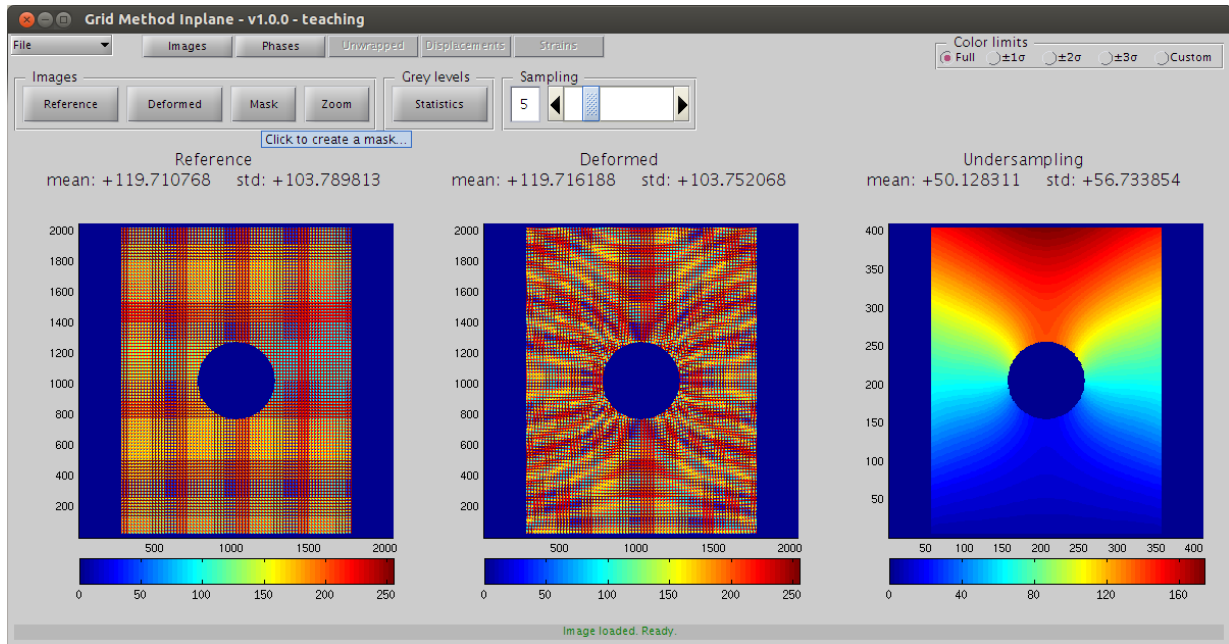 Grid Method Inplane - v1.0.0 - teaching
File Images Phases Unwrapped Displacements Strains
Color limits
Full ±1σ ±2σ ±3σ Custom
Images Grey levels Sampling
Reference Deformed Mask Zoom Statistics 5
Click to create a mask...
Reference Deformed Undersampling
mean: +119.710768 std: +103.789813 mean: +119.716188 std: +103.752068 mean: +50.128311 std: +56.733854
2000 2000 400
1800 1800 350
1600 1600 300
1400 1400 250
1200 1200 200
1000 1000 150
800 800 100
600 600 50
400 400
200 200
500 1000 1500 2000 500 1000 1500 2000 50 100 150 200 250 300 350 400
0 50 100 150 200 250 0 50 100 150 200 250 0 40 80 120 160
Image loaded. Ready.